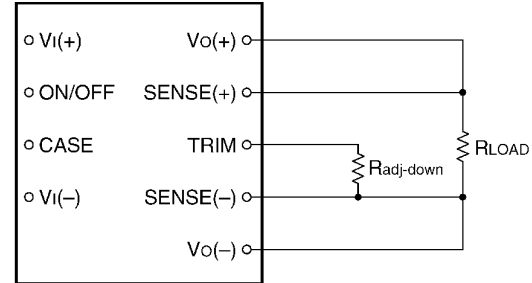 VI(+) VO(+)
ON/OFF SENSE(+)
CASE TRIM RLOAD
Radj-down
VI(–) SENSE(–)
VO(–)